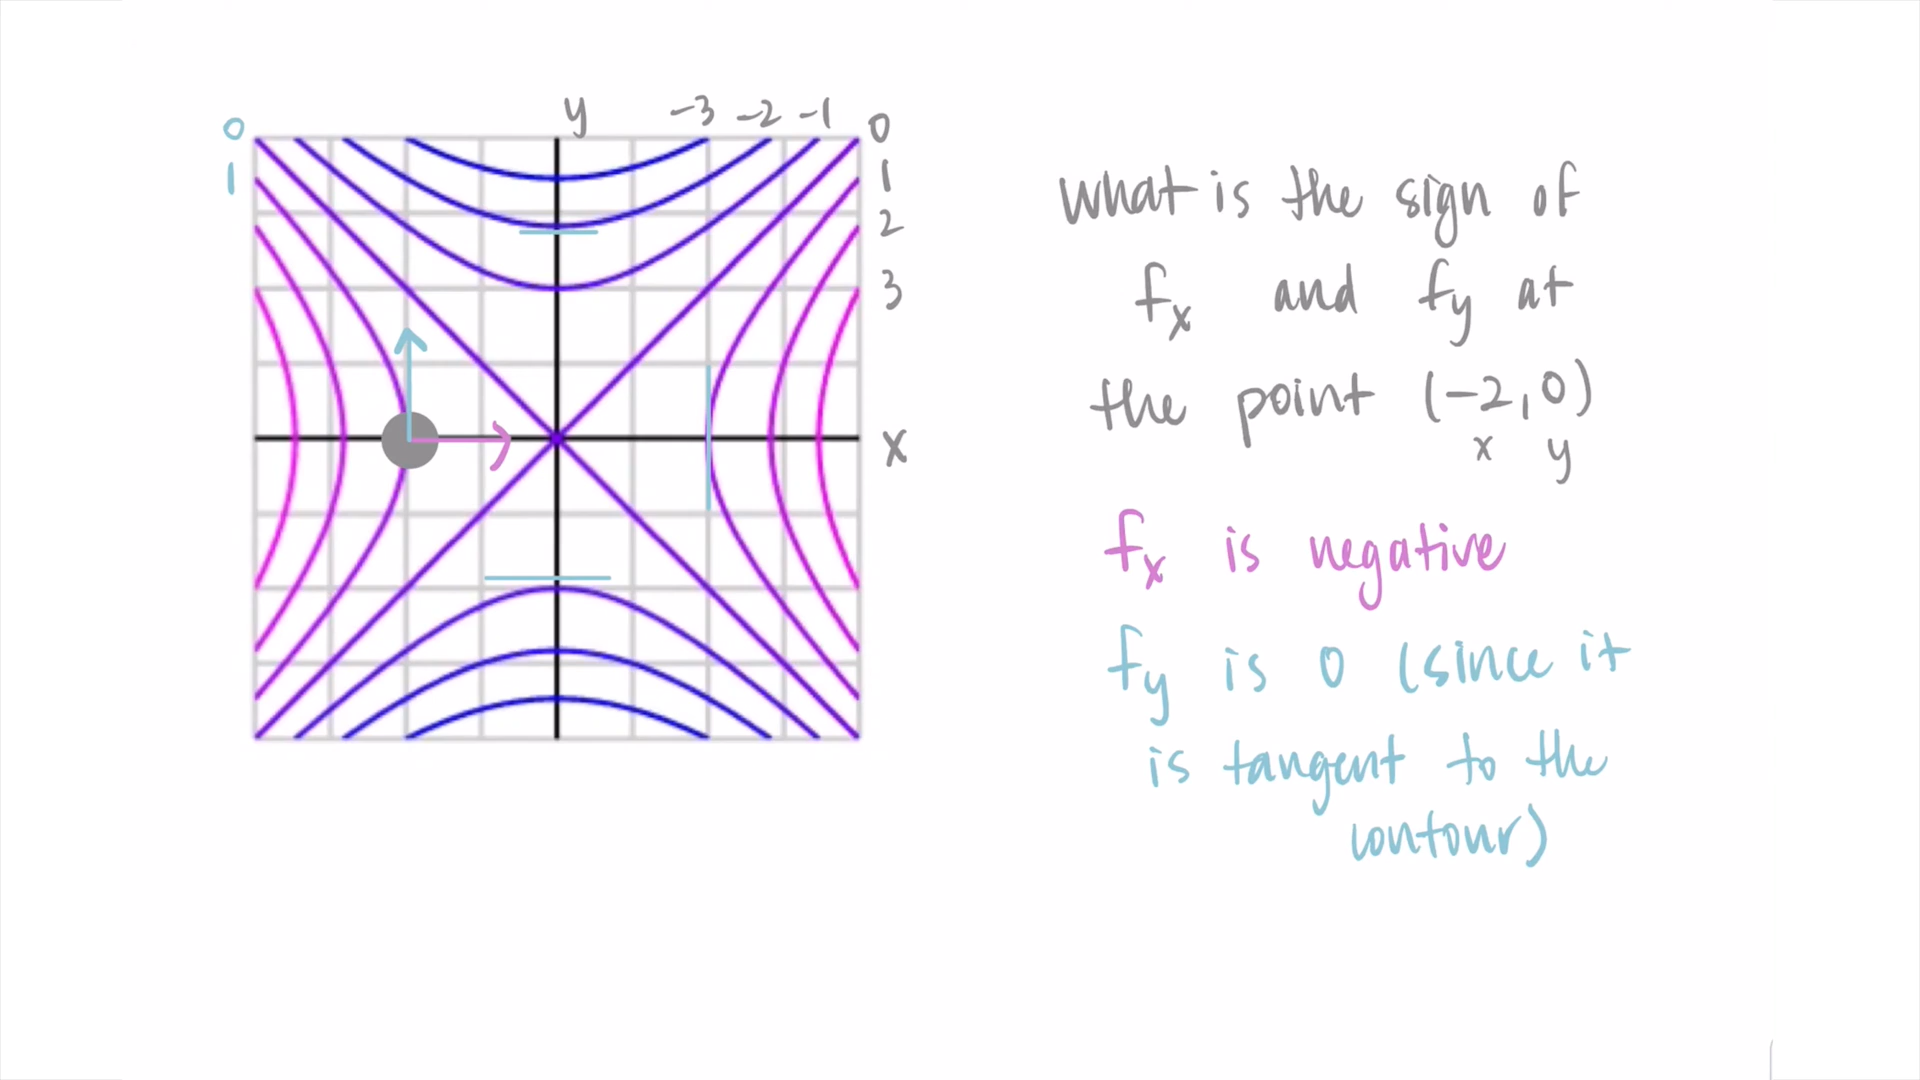 y -3 -2 -1
0 0
1 1
2
3
x
what is the sign of
fx and fy at
the point (-2,0)
x y
fx is negative
fy is 0 (since it
is tangent to the
contour)